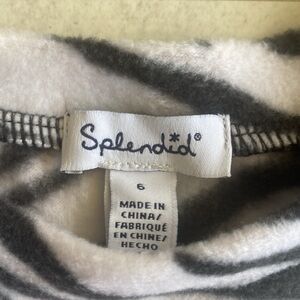 Splendid®
6
MADE IN
CHINA/
FABRIQUÉ
EN CHINE/
HECHO